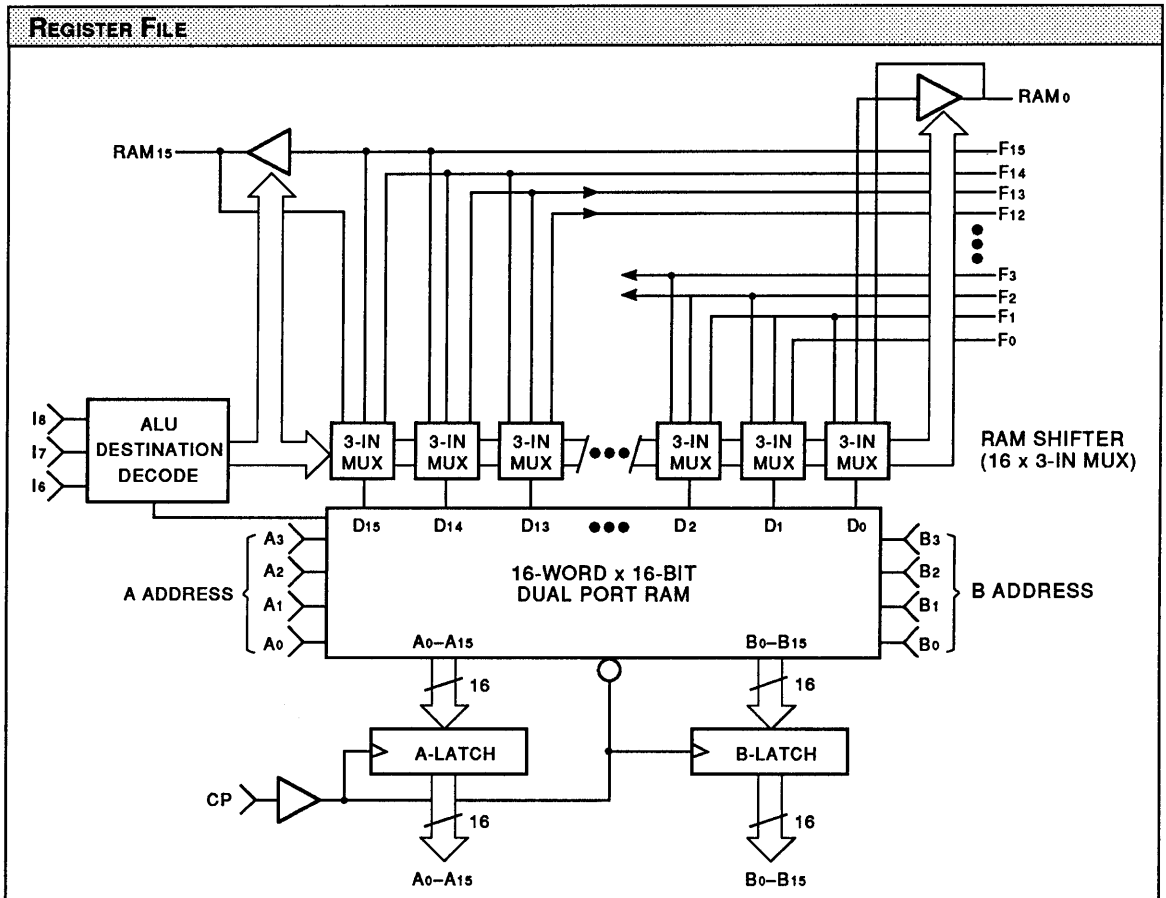 REGISTER FILE
RAM0
RAM15
F15
F14
F13
F12
F3
F2
F1
F0
I8
I7
I6
ALU
DESTINATION
DECODE
3-IN
MUX
3-IN
MUX
3-IN
MUX
3-IN
MUX
3-IN
MUX
3-IN
MUX
RAM SHIFTER
(16 x 3-IN MUX)
D15 D14 D13 D2 D1 D0
A ADDRESS
A3
A2
A1
A0
16-WORD x 16-BIT
DUAL PORT RAM
B3
B2
B1
B0
B ADDRESS
A0–A15 B0–B15
16 16
A-LATCH B-LATCH
CP
16 16
A0–A15 B0–B15